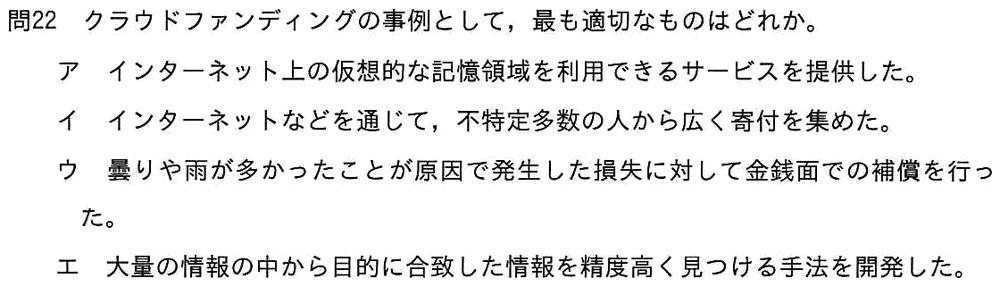 問22 クラウドファンディングの事例として，最も適切なものはどれか。
ア インターネット上の仮想的な記憶領域を利用できるサービスを提供した。
イ インターネットなどを通じて，不特定多数の人から広く寄付を集めた。
ウ 曇りや雨が多かったことが原因で発生した損失に対して金銭面での補償を行っ
た。
エ 大量の情報の中から目的に合致した情報を精度高く見つける手法を開発した。